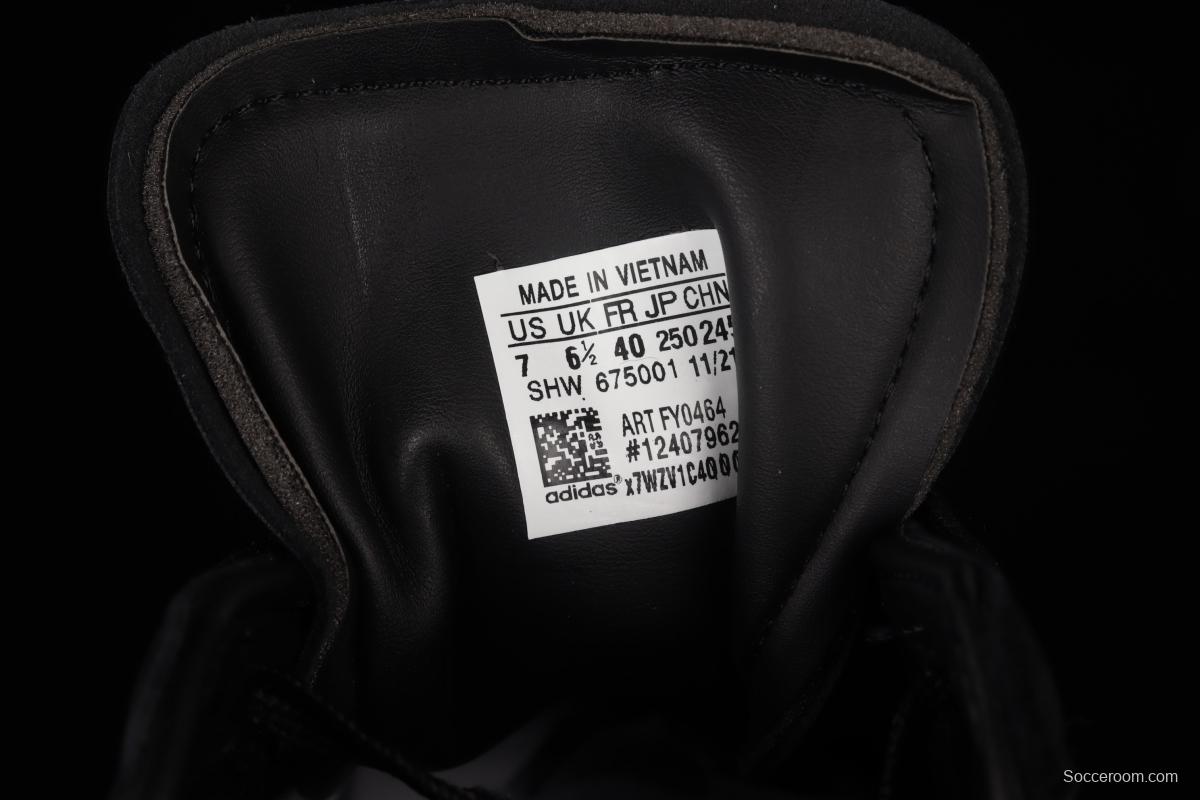 MADE IN VIETNAM
US UK FR JP CHN
7 6½ 40 250 245
SHW 675001 11/21
ART FY0464
#12407962
x7WZV1C4000
adidas®
Socceroom.com